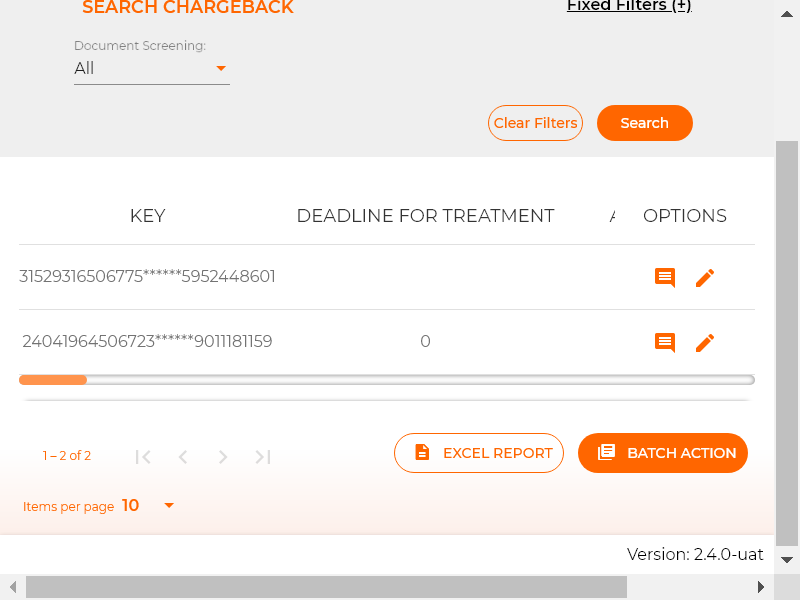 SEARCH CHARGEBACK
Fixed Filters (+)
Document Screening:
All
Clear Filters
Search
KEY DEADLINE FOR TREATMENT OPTIONS
31529316506775******5952448601
24041964506723******9011181159 0
1 – 2 of 2
EXCEL REPORT
BATCH ACTION
Items per page 10
Version: 2.4.0-uat